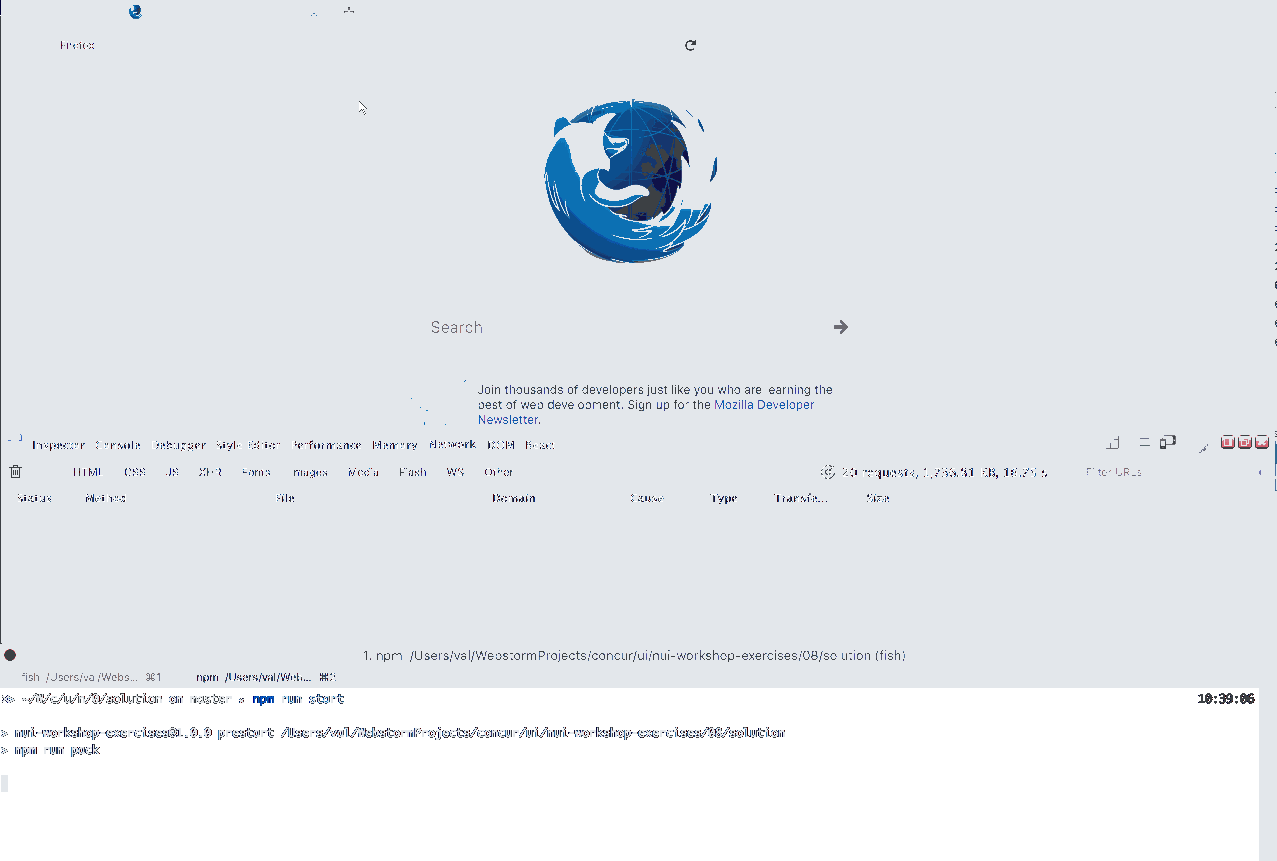 Firefox
Search
Join thousands of developers just like you who are learning the
best of web development. Sign up for the Mozilla Developer
Newsletter.
Inspector Console Debugger Style Editor Performance Memory Network DOM
HTML CSS JS XHR Fonts Images Media Flash WS Other
requests, Filter URLs
Status Method File Domain Cause Type Transfe... Size
1. npm /Users/val/WebstormProjects/concur/ui/nui-workshop-exercises/08/solution (fish)
fish /Users/val/Webs... ⌘1 npm /Users/val/Webs...
solution on master npm run start 10:39:06
> nui-workshop-exercises@1.0.0 prestart /Users/val/WebstormProjects/concur/ui/nui-workshop-exercises/08/solution
> npm run pack